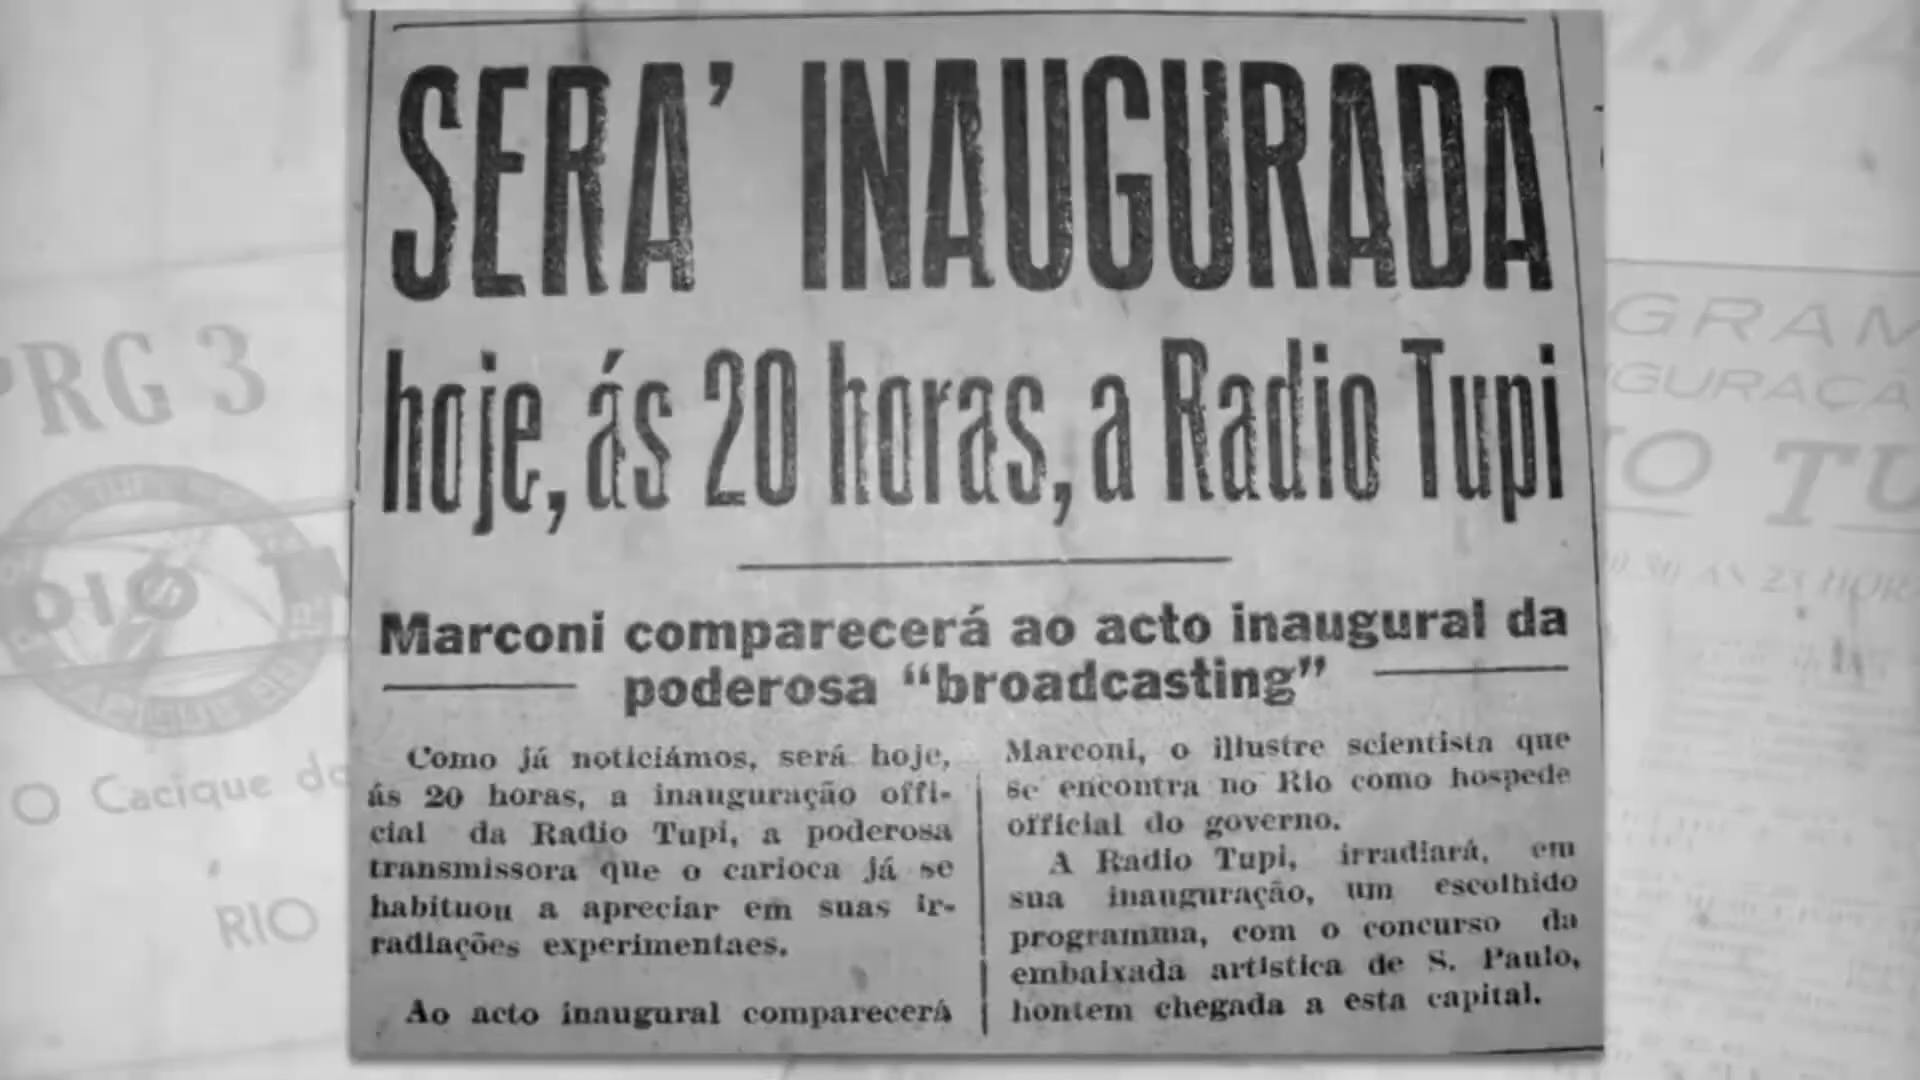 SERA' INAUGURADA
hoje, ás 20 horas, a Radio Tupi
Marconi comparecerá ao acto inaugural da
poderosa “broadcasting”
Como já noticiámos, será hoje,
ás 20 horas, a inauguração offi-
cial da Radio Tupi, a poderosa
transmissora que o carioca já se
habituou a apreciar em suas ir-
radiações experimentaes.
Ao acto inaugural comparecerá
Marconi, o illustre scientista que
se encontra no Rio como hospede
official do governo.
A Radio Tupi, irradiará, em
sua inauguração, um escolhido
programma, com o concurso da
embaixada artistica de S. Paulo,
hontem chegada a esta capital.
PRG 3
O Cacique do
RIO
GRAM
GURAÇÃ
IO TU
AS 23 HOR